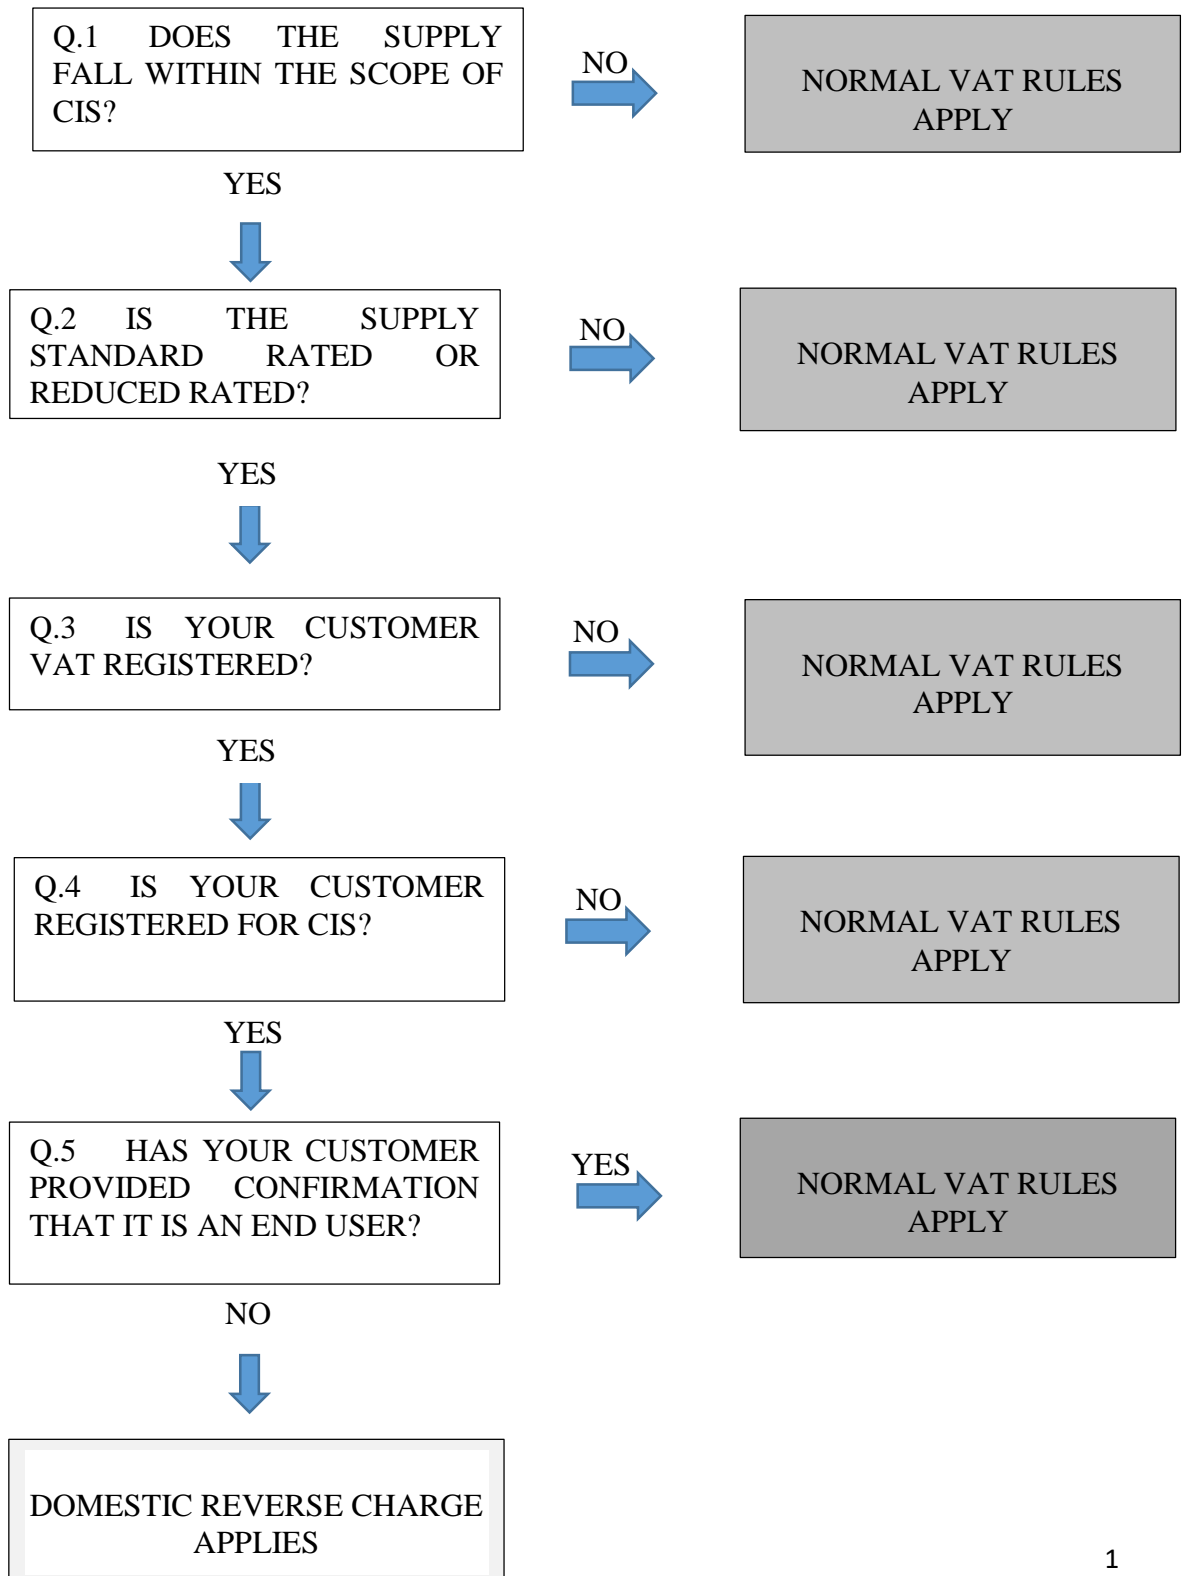 Q.1 DOES THE SUPPLY
FALL WITHIN THE SCOPE OF
CIS?
NO
NORMAL VAT RULES
APPLY
YES
Q.2 IS THE SUPPLY
STANDARD RATED OR
REDUCED RATED?
NO
NORMAL VAT RULES
APPLY
YES
Q.3 IS YOUR CUSTOMER
VAT REGISTERED?
NO
NORMAL VAT RULES
APPLY
YES
Q.4 IS YOUR CUSTOMER
REGISTERED FOR CIS?
NO
NORMAL VAT RULES
APPLY
YES
Q.5 HAS YOUR CUSTOMER
PROVIDED CONFIRMATION
THAT IT IS AN END USER?
YES
NORMAL VAT RULES
APPLY
NO
DOMESTIC REVERSE CHARGE
APPLIES
1